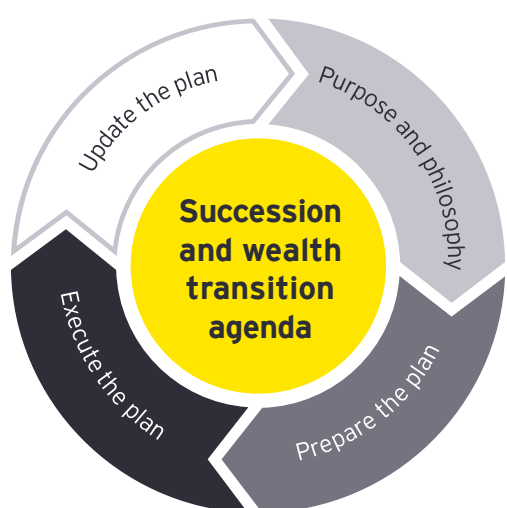 Update the plan
Purpose and philosophy
Succession
and wealth
transition
agenda
Execute the plan
Prepare the plan